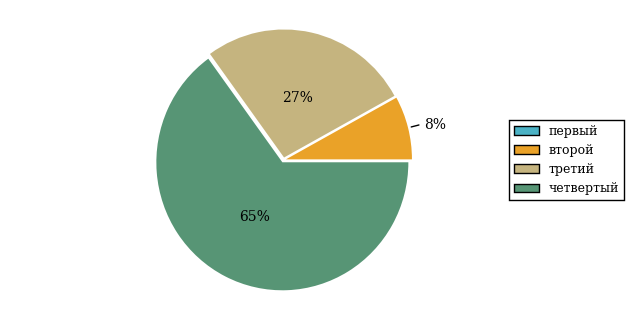 27%
8%
65%
первый
второй
третий
четвертый